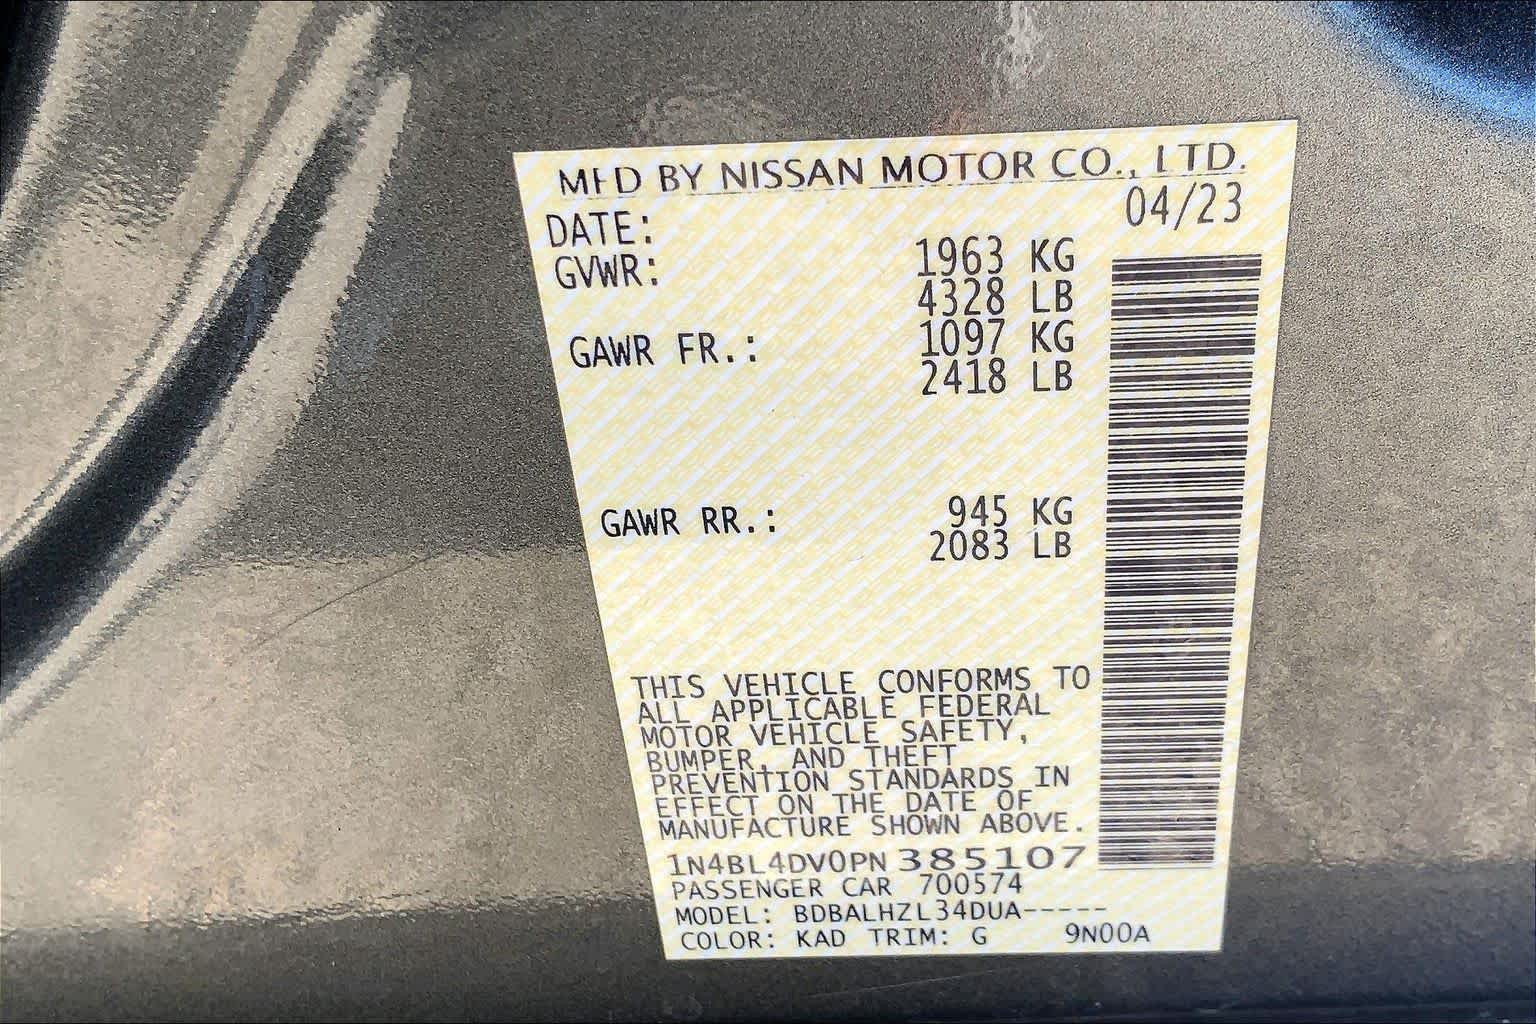 MFD BY NISSAN MOTOR CO., LTD.
DATE: 04/23
GVWR: 1963 KG
4328 LB
GAWR FR.: 1097 KG
2418 LB
GAWR RR.: 945 KG
2083 LB
THIS VEHICLE CONFORMS TO
ALL APPLICABLE FEDERAL
MOTOR VEHICLE SAFETY,
BUMPER, AND THEFT
PREVENTION STANDARDS IN
EFFECT ON THE DATE OF
MANUFACTURE SHOWN ABOVE.
1N4BL4DV0PN385107
PASSENGER CAR 700574
MODEL: BDBALHZL34DUA-----
COLOR: KAD TRIM: G 9N00A